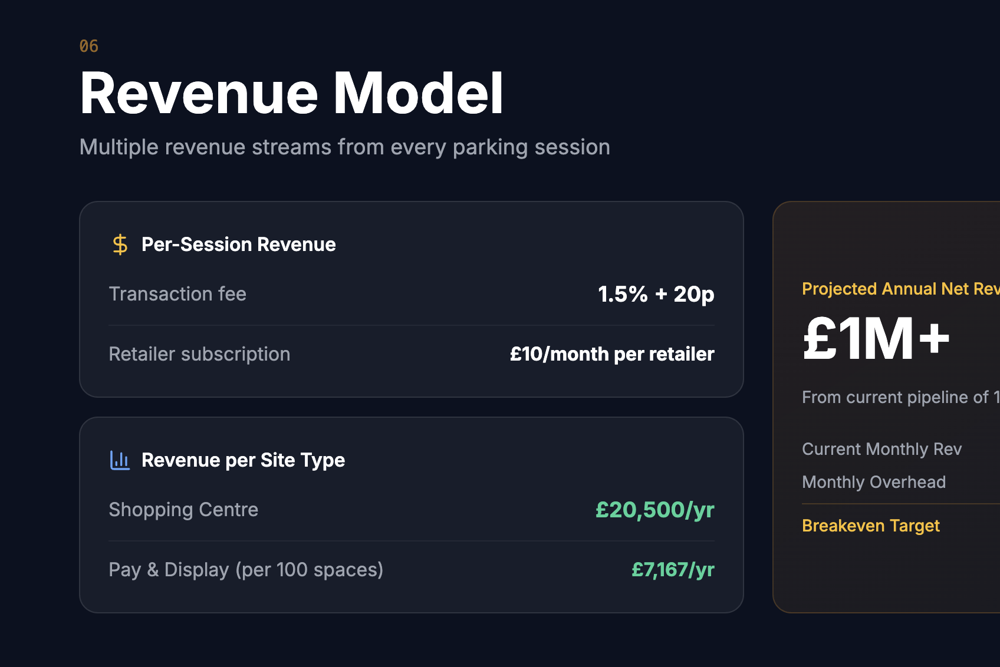 06
Revenue Model
Multiple revenue streams from every parking session
Per-Session Revenue
Transaction fee 1.5% + 20p
Retailer subscription £10/month per retailer
Revenue per Site Type
Shopping Centre £20,500/yr
Pay & Display (per 100 spaces) £7,167/yr
Projected Annual Net Rev
£1M+
From current pipeline of 1
Current Monthly Rev
Monthly Overhead
Breakeven Target